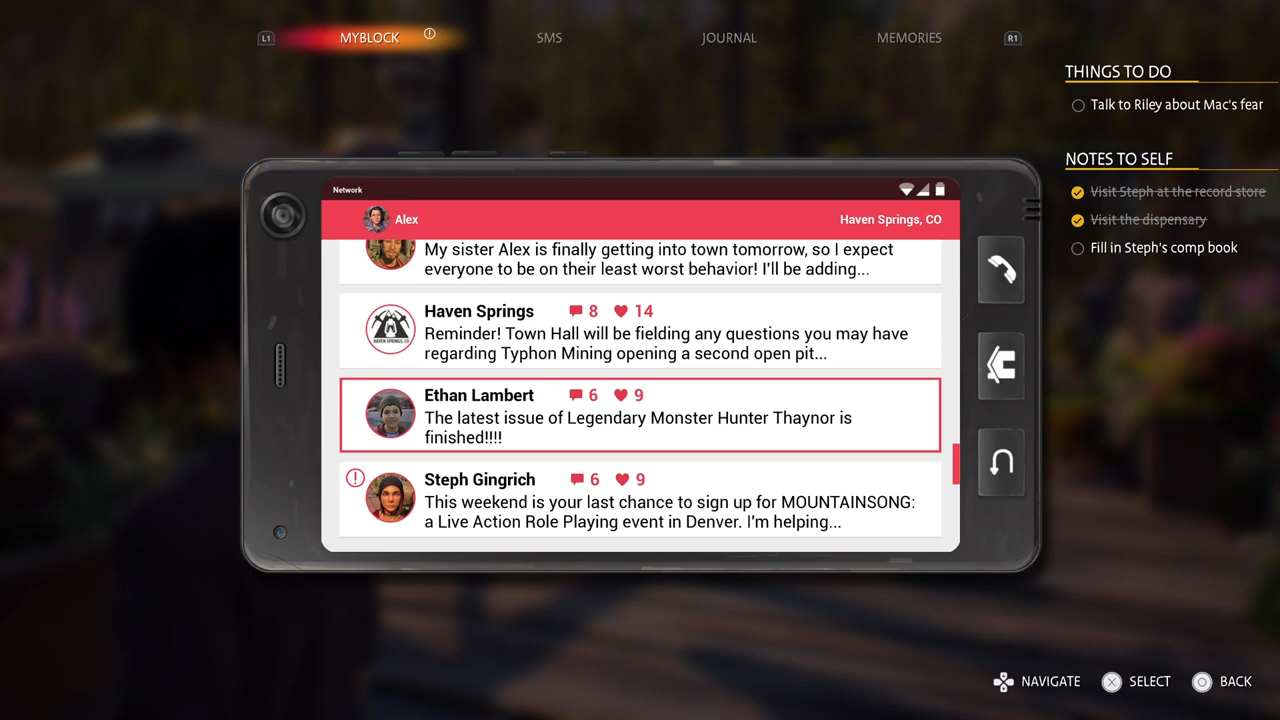 L1
MYBLOCK
SMS
JOURNAL
MEMORIES
R1
THINGS TO DO
Talk to Riley about Mac's fear
NOTES TO SELF
Visit Steph at the record store
Visit the dispensary
Fill in Steph's comp book
Network
Alex
Haven Springs, CO
My sister Alex is finally getting into town tomorrow, so I expect
everyone to be on their least worst behavior! I'll be adding...
Haven Springs 8 14
HAVEN SPRINGS, CO
Reminder! Town Hall will be fielding any questions you may have
regarding Typhon Mining opening a second open pit...
Ethan Lambert 6 9
The latest issue of Legendary Monster Hunter Thaynor is
finished!!!!
Steph Gingrich 6 9
This weekend is your last chance to sign up for MOUNTAINSONG:
a Live Action Role Playing event in Denver. I'm helping...
NAVIGATE
SELECT
BACK